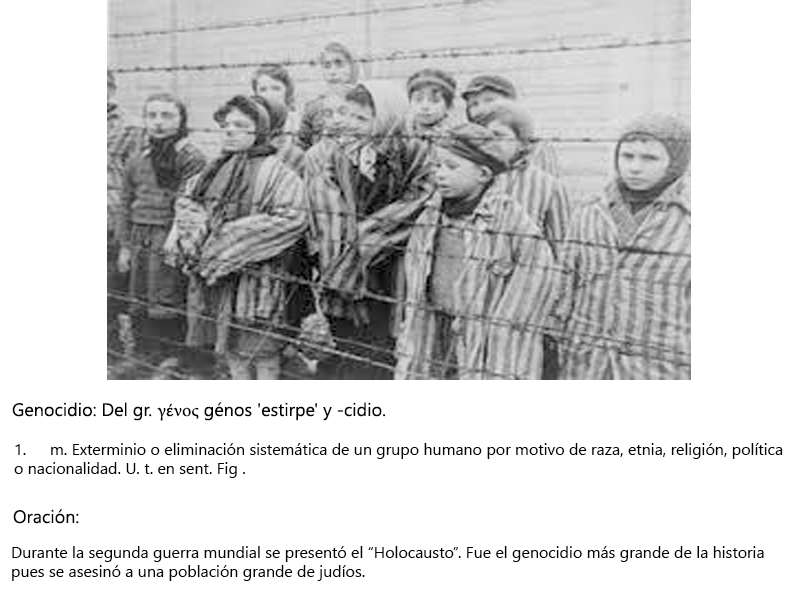 Genocidio: Del gr. γένος génos 'estirpe' y -cidio.
1. m. Exterminio o eliminación sistemática de un grupo humano por motivo de raza, etnia, religión, política
o nacionalidad. U. t. en sent. Fig .
Oración:
Durante la segunda guerra mundial se presentó el “Holocausto”. Fue el genocidio más grande de la historia
pues se asesinó a una población grande de judíos.